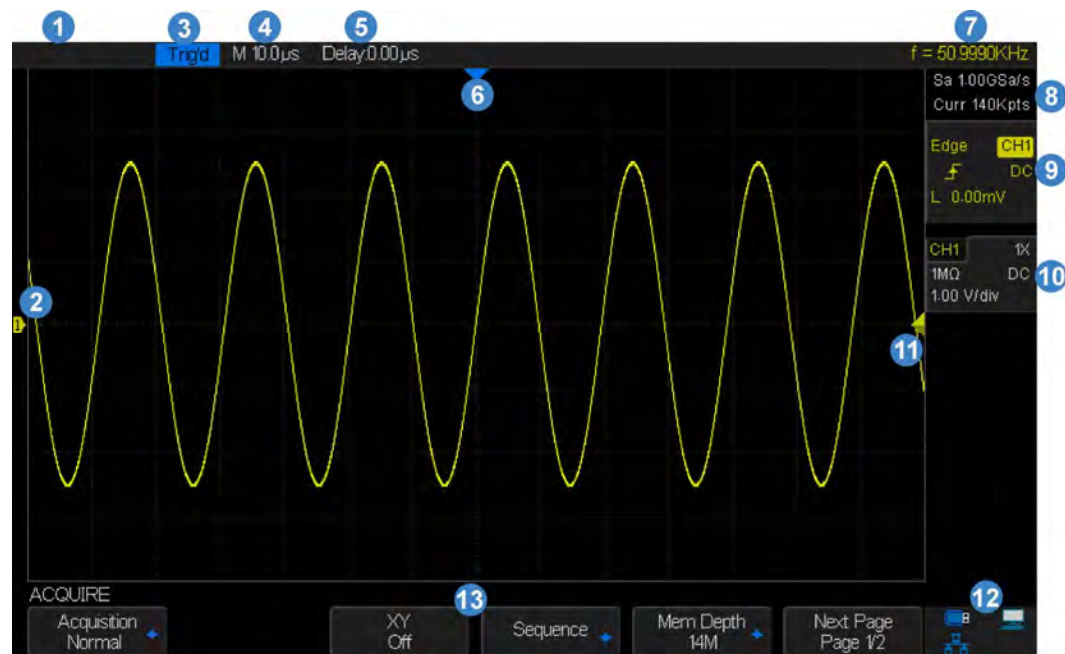 1
3
4
5
7
Trig'd M 10.0µs Delay:0.00µs f = 50.9990KHz
6
Sa 1.00GSa/s
Curr 140Kpts
8
Edge CH1
DC
9
L 0.00mV
CH1 1X
1MΩ DC
10
1.00 V/div
2
1
11
ACQUIRE
13
12
Acquisition
Normal
XY
Off
Sequence
Mem Depth
14M
Next Page
Page 1/2